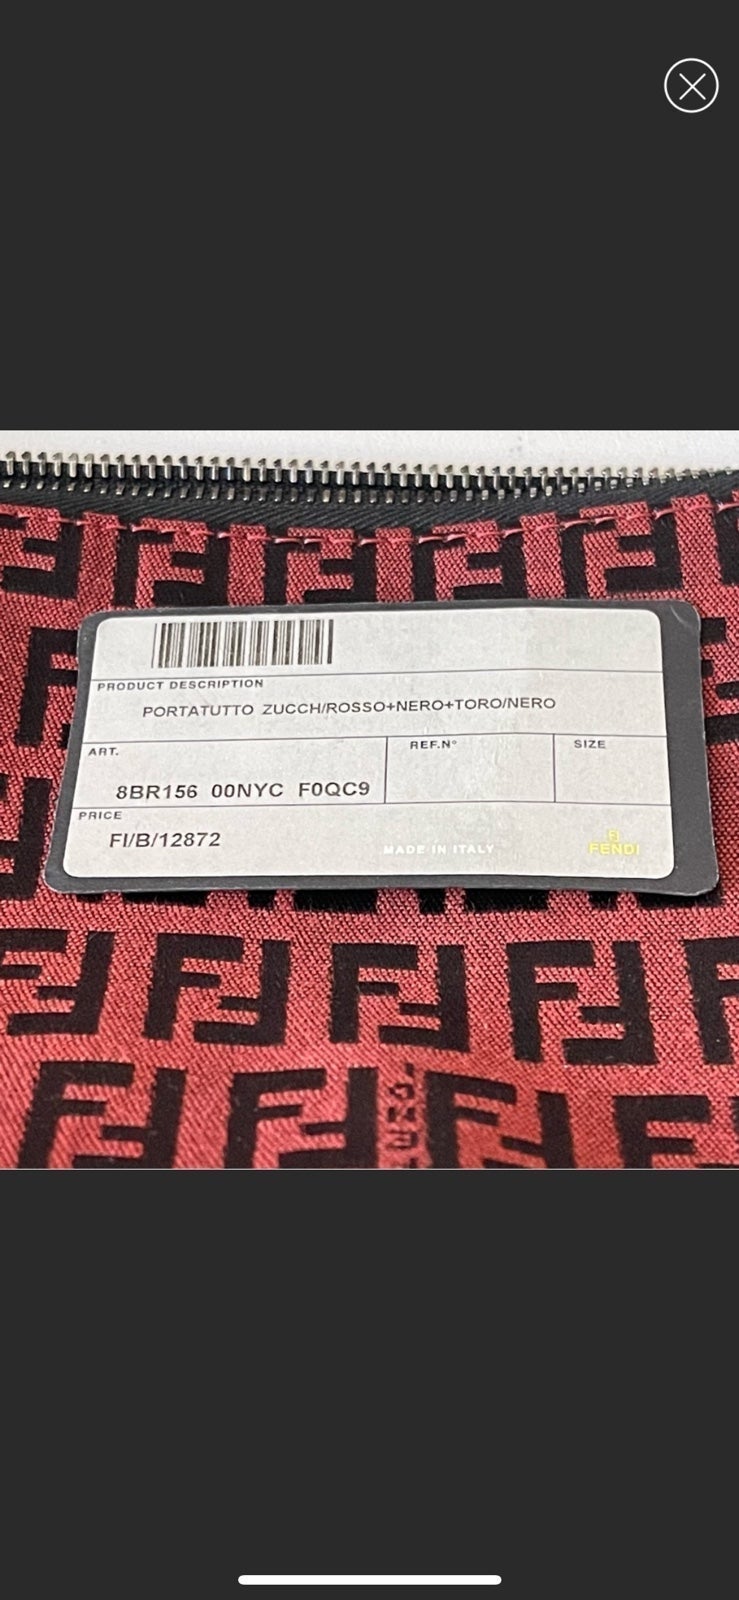 PRODUCT DESCRIPTION
PORTATUTTO ZUCCH/ROSSO+NERO+TORO/NERO
ART.
REF.N°
SIZE
8BR156 00NYC F0QC9
PRICE
FI/B/12872
MADE IN ITALY
FENDI